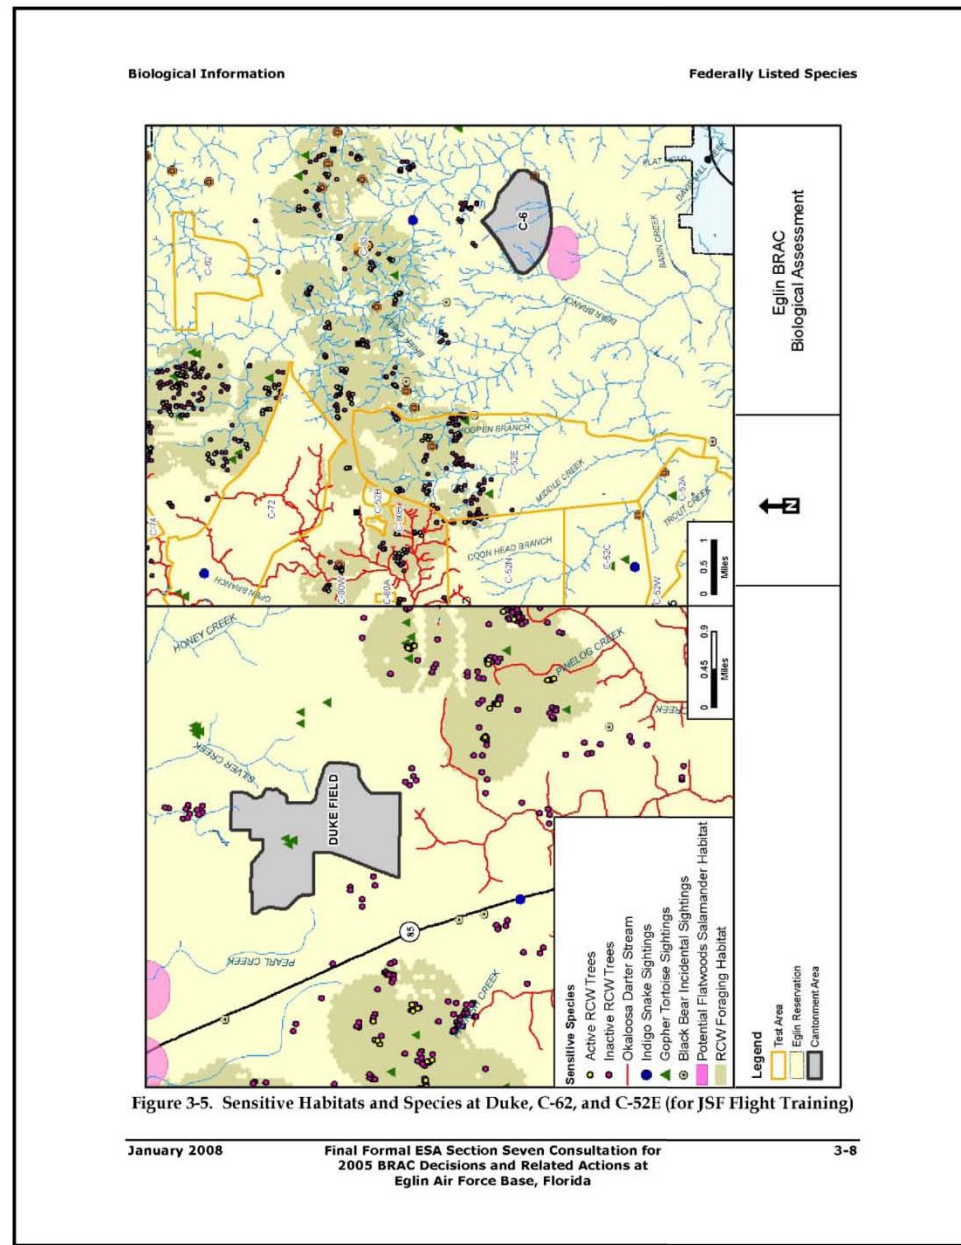 Biological Information
Federally Listed Species
C-62
C-6
FLAT CREEK
BASIN CREEK
BEAR BRANCH
C-74
C-72
OPEN BRANCH
C-52B
C-80B
C-80W
C-80A
HOGPEN BRANCH
C-52E
MIDDLE CREEK
COON HEAD BRANCH
C-52N
C-52C
C-52A
C-52W
TROUT CREEK
0 0.5 1
Miles
HONEY CREEK
SILVER CREEK
DUKE FIELD
PINELOG CREEK
PEARL CREEK
85
0 0.45 0.9
Miles
Sensitive Species
Active RCW Trees
Inactive RCW Trees
Okaloosa Darter Stream
Indigo Snake Sightings
Gopher Tortoise Sightings
Black Bear Incidental Sightings
Potential Flatwoods Salamander Habitat
RCW Foraging Habitat
Legend
Test Area
Eglin Reservation
Cantonment Area
N
Eglin BRAC
Biological Assessment
Figure 3-5. Sensitive Habitats and Species at Duke, C-62, and C-52E (for JSF Flight Training)
January 2008
Final Formal ESA Section Seven Consultation for
2005 BRAC Decisions and Related Actions at
Eglin Air Force Base, Florida
3-8